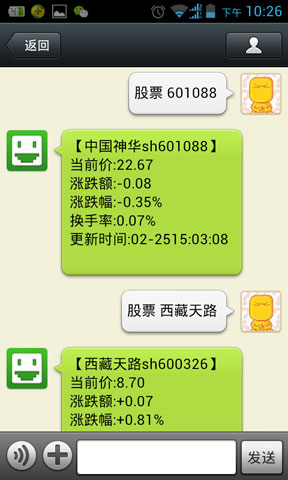 下午 10:26
返回
股票 601088
【中国神华sh601088】
当前价:22.67
涨跌额:-0.08
涨跌幅:-0.35%
换手率:0.07%
更新时间:02-2515:03:08
股票 西藏天路
【西藏天路sh600326】
当前价:8.70
涨跌额:+0.07
涨跌幅:+0.81%
发送